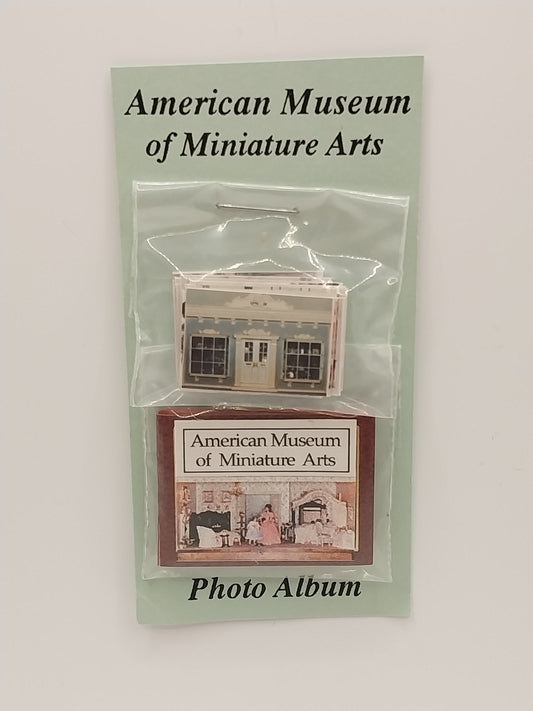 American Museum
of Miniature Arts
American Museum
of Miniature Arts
Photo Album